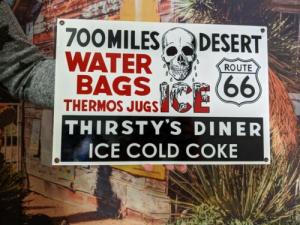 700 MILES DESERT
WATER BAGS
THERMOS JUGS
ICE
ROUTE
66
THIRSTY'S DINER
ICE COLD COKE